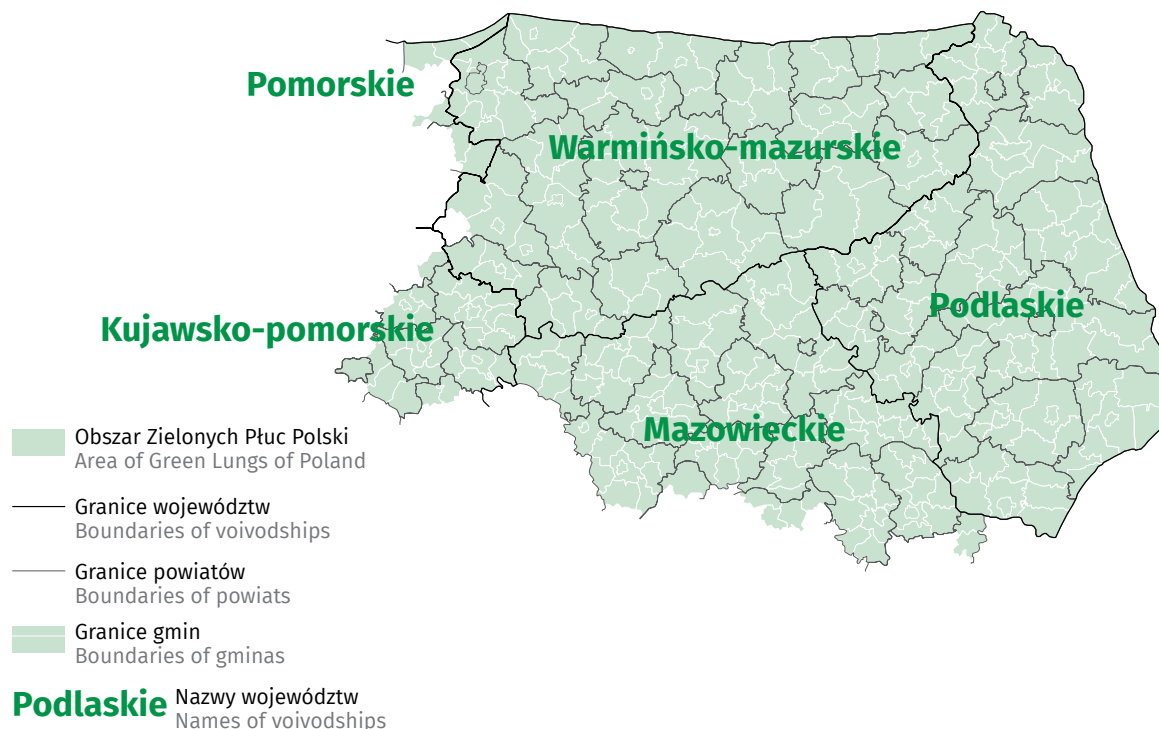 Pomorskie
Warmińsko-mazurskie
Podlaskie
Kujawsko-pomorskie
Mazowieckie
Obszar Zielonych Płuc Polski
Area of Green Lungs of Poland
Granice województw
Boundaries of voivodships
Granice powiatów
Boundaries of powiats
Granice gmin
Boundaries of gminas
Podlaskie
Nazwy województw
Names of voivodships